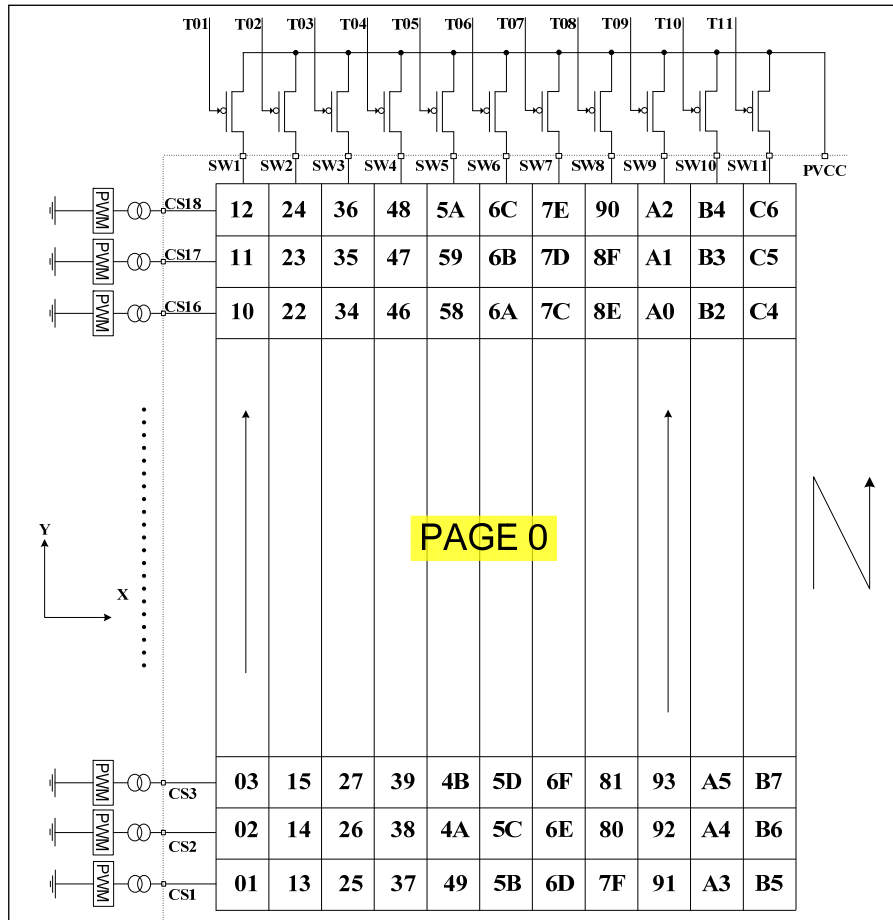 T01 T02 T03 T04 T05 T06 T07 T08 T09 T10 T11
SW1 SW2 SW3 SW4 SW5 SW6 SW7 SW8 SW9 SW10 SW11 PVCC
PWM CS18 12 24 36 48 5A 6C 7E 90 A2 B4 C6
PWM CS17 11 23 35 47 59 6B 7D 8F A1 B3 C5
PWM CS16 10 22 34 46 58 6A 7C 8E A0 B2 C4
PAGE 0
Y
X
PWM CS3 03 15 27 39 4B 5D 6F 81 93 A5 B7
PWM CS2 02 14 26 38 4A 5C 6E 80 92 A4 B6
PWM CS1 01 13 25 37 49 5B 6D 7F 91 A3 B5